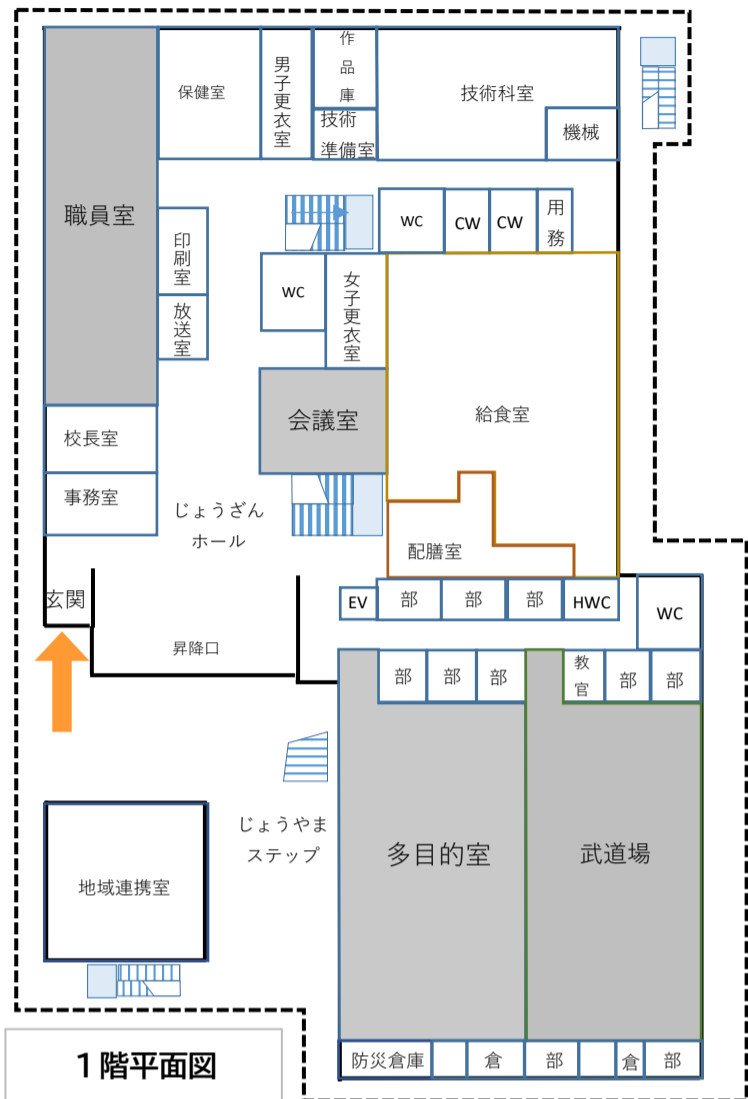 保健室
男子更衣室
作品庫
技術
準備室
技術科室
機械
職員室
印刷室
放送室
WC
CW
CW
用務
WC
女子更衣室
会議室
給食室
校長室
事務室
じょうざん
ホール
配膳室
玄関
昇降口
EV
部
部
部
HWC
WC
部
部
部
教官
部
部
じょうやま
ステップ
多目的室
武道場
地域連携室
防災倉庫
倉
部
倉
部
1階平面図